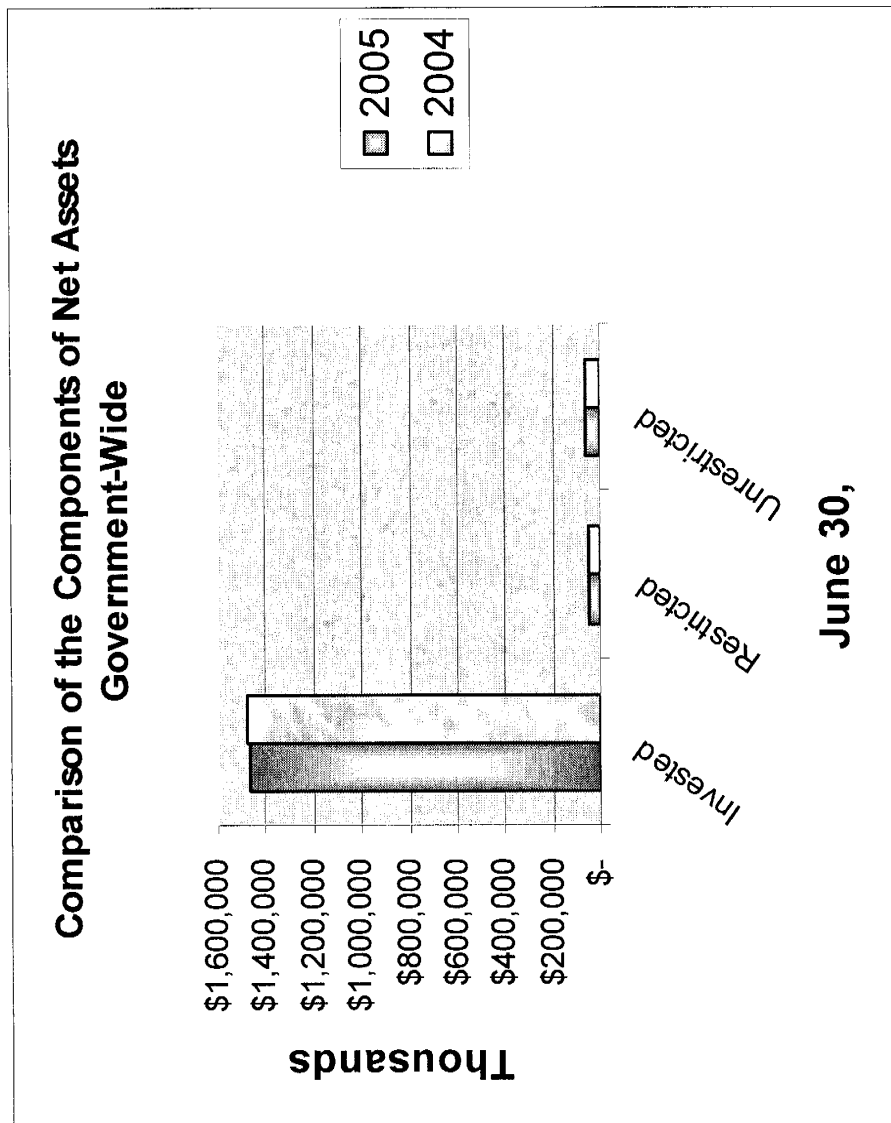 Comparison of the Components of Net Assets
Government-Wide
Thousands
$1,600,000
$1,400,000
$1,200,000
$1,000,000
$800,000
$600,000
$400,000
$200,000
$-
Invested
Restricted
Unrestricted
June 30,
2005
2004